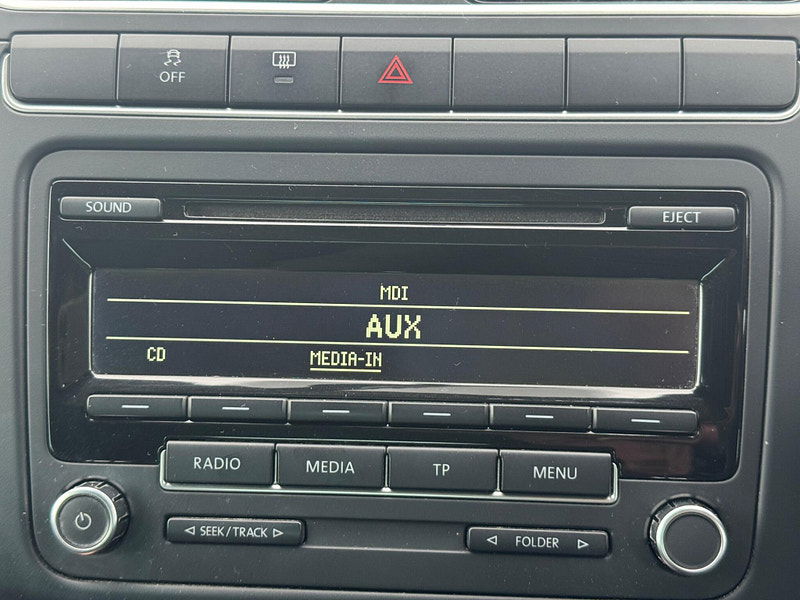 OFF
SOUND
EJECT
MDI
AUX
CD MEDIA-IN
RADIO MEDIA TP MENU
SEEK/TRACK FOLDER